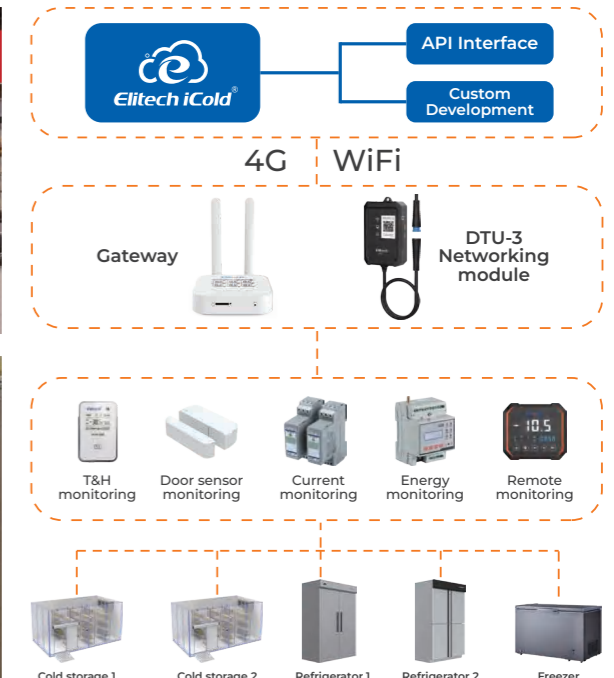 Elitech iCold®
API Interface
Custom
Development
4G WiFi
Gateway
DTU-3
Networking
module
-10.5
T&H
monitoring
Door sensor
monitoring
Current
monitoring
Energy
monitoring
Remote
monitoring
Cold storage 1
Cold storage 2
Refrigerator 1
Refrigerator 2
Freezer